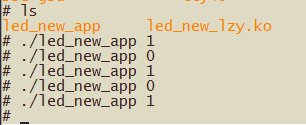 # ls
led_new_app led_new_lzy.ko
# ./led_new_app 1
# ./led_new_app 0
# ./led_new_app 1
# ./led_new_app 0
# ./led_new_app 1
#